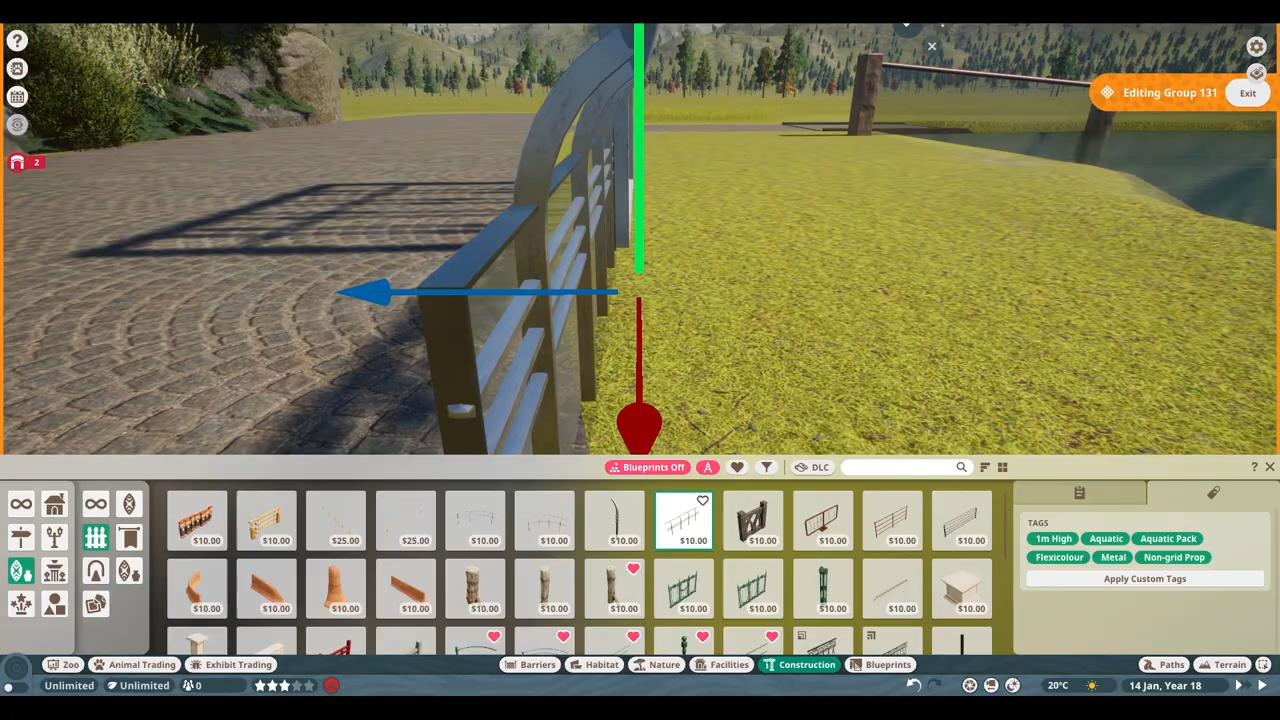 Editing Group 131
Exit
2
Blueprints Off
DLC
$10.00 $10.00 $25.00 $25.00 $10.00 $10.00 $10.00 $10.00 $10.00 $10.00 $10.00 $10.00
$10.00 $10.00 $10.00 $10.00 $10.00 $10.00 $10.00 $10.00 $10.00 $10.00 $10.00 $10.00
TAGS
1m High Aquatic Aquatic Pack
Flexicolour Metal Non-grid Prop
Apply Custom Tags
Zoo Animal Trading Exhibit Trading Barriers Habitat Nature Facilities Construction Blueprints Paths Terrain
Unlimited Unlimited 0 20°C 14 Jan, Year 18